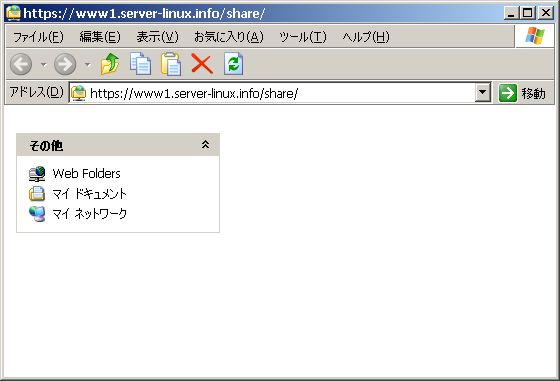 https://www1.server-linux.info/share/
ファイル(F) 編集(E) 表示(V) お気に入り(A) ツール(T) ヘルプ(H)
アドレス(D) https://www1.server-linux.info/share/ 移動
その他
Web Folders
マイ ドキュメント
マイ ネットワーク